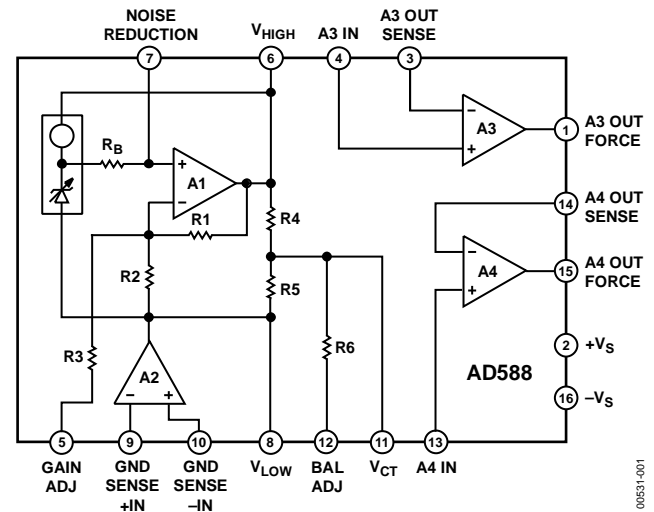 NOISE
REDUCTION
VHIGH
A3 IN
A3 OUT
SENSE
7
6
4
3
RB
+
–
A1
R1
R4
R2
R5
R3
A2
–
+
R6
–
+
A3
1
A3 OUT
FORCE
14
A4 OUT
SENSE
–
+
A4
15
A4 OUT
FORCE
2
+VS
AD588
16
–VS
5
9
10
8
12
11
13
GAIN
ADJ
GND
SENSE
+IN
GND
SENSE
–IN
VLOW
BAL
ADJ
VCT
A4 IN
00531-001